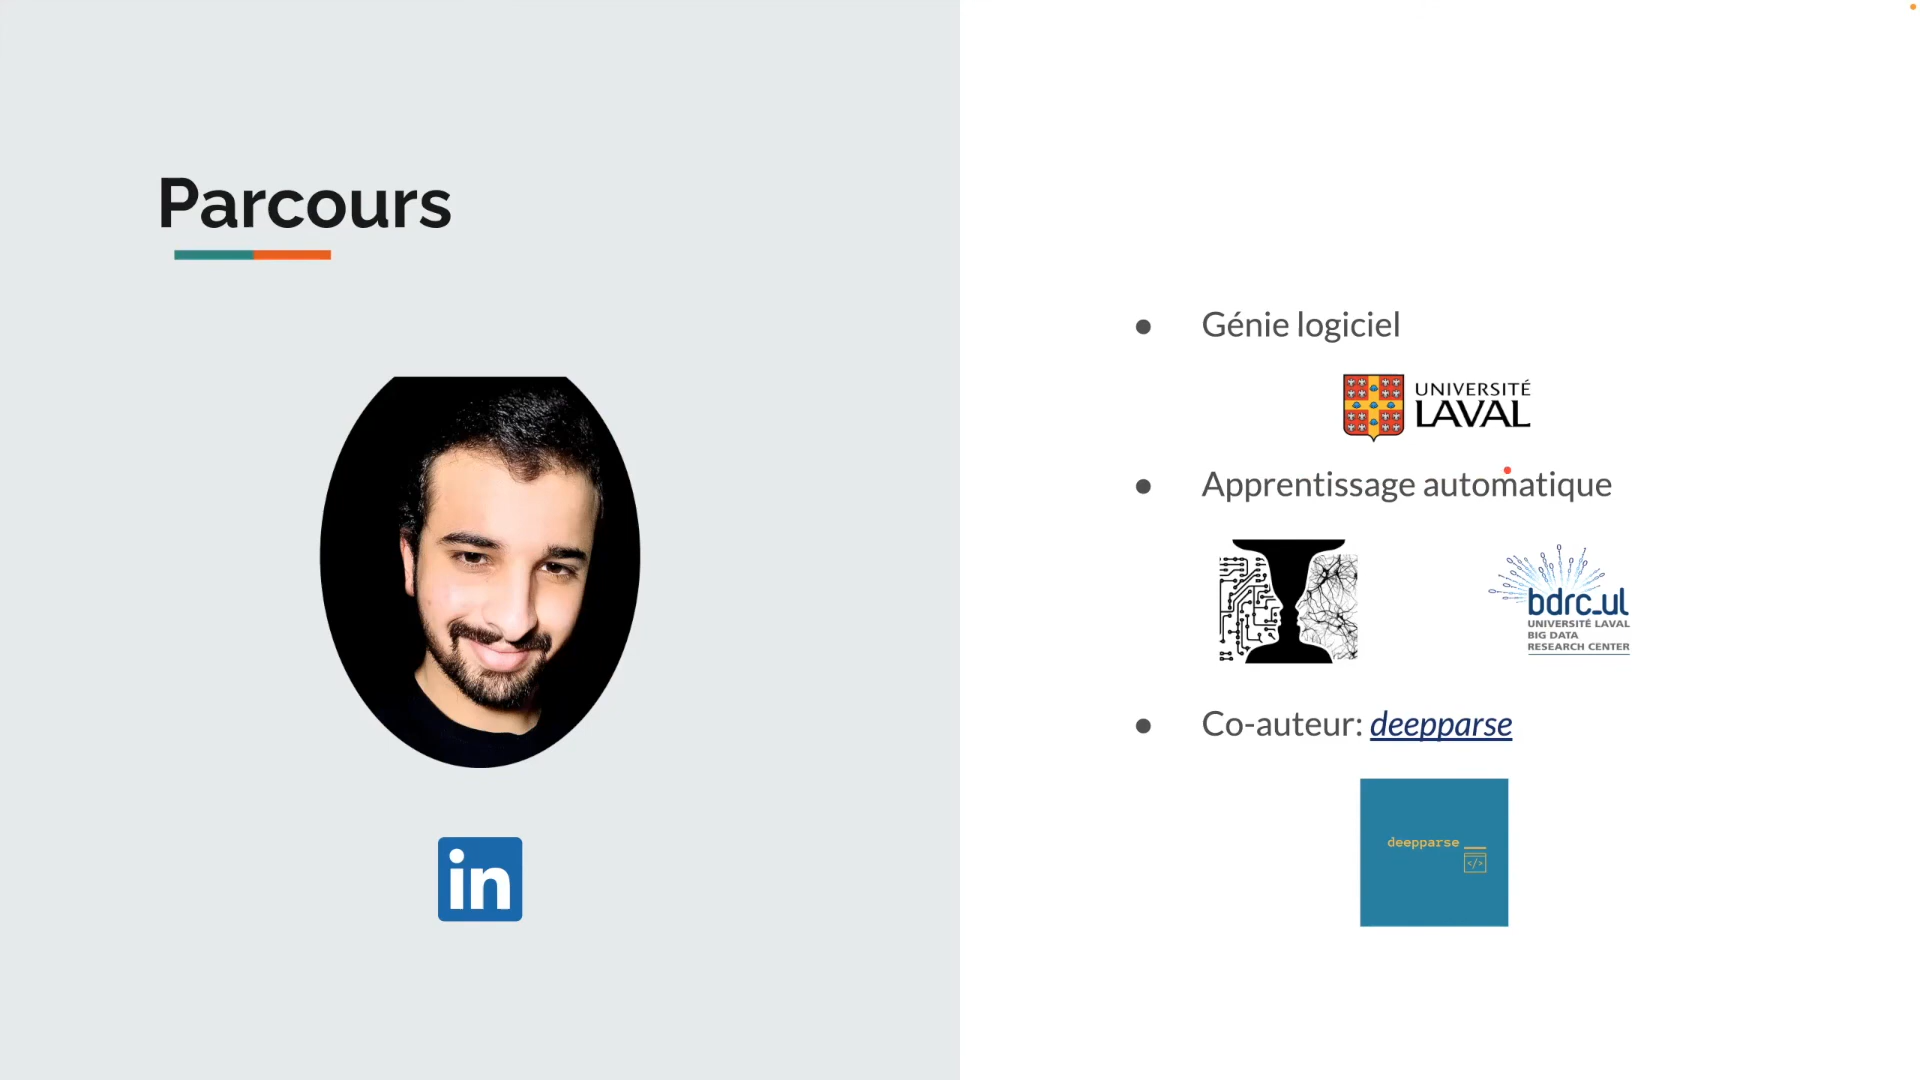 Parcours
in
● Génie logiciel
UNIVERSITÉ
LAVAL
● Apprentissage automatique
bdrc_ul
UNIVERSITÉ LAVAL
BIG DATA
RESEARCH CENTER
● Co-auteur: deepparse
deepparse
</>